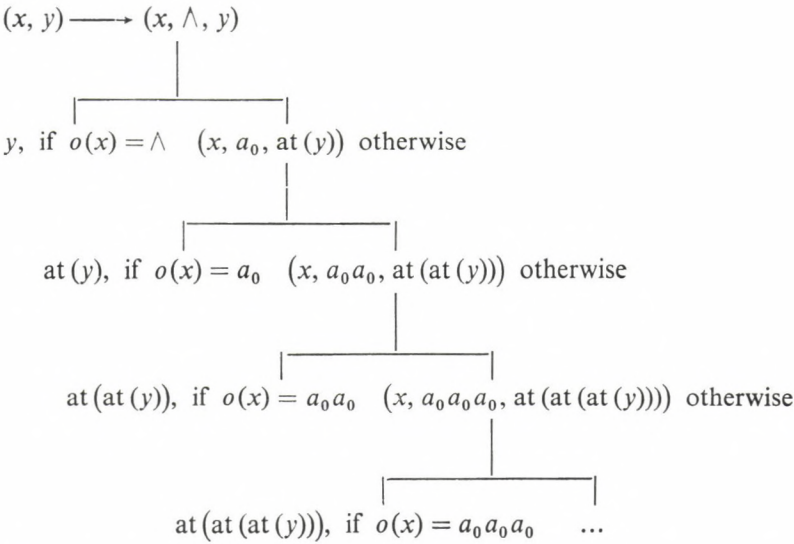 (x, y) ⟶ (x, Λ, y)
y, if o(x) = Λ (x, a₀, at (y)) otherwise
at (y), if o(x) = a₀ (x, a₀a₀, at (at (y))) otherwise
at (at (y)), if o(x) = a₀a₀ (x, a₀a₀a₀, at (at (at (y)))) otherwise
at (at (at (y))), if o(x) = a₀a₀a₀ ...